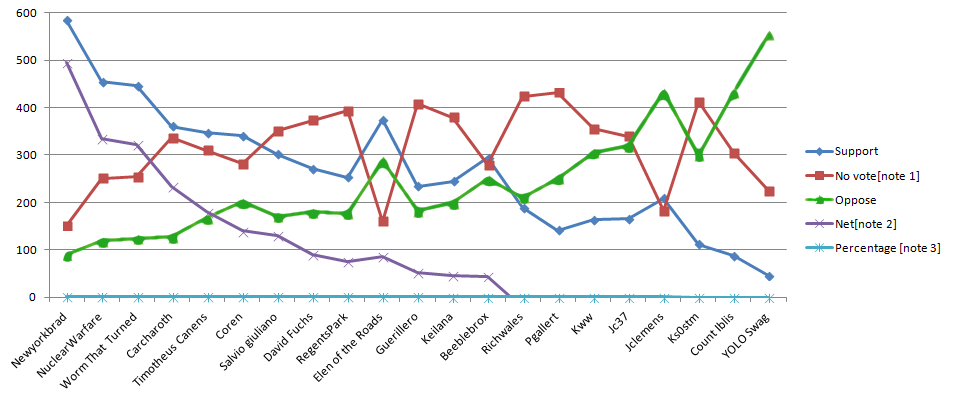 600
500
400
300
200
100
0
Newyorkbrad
NuclearWarfare
Worm That Turned
Carcharoth
Timotheus Canens
Coren
Salvio giuliano
David Fuchs
RegentsPark
Elen of the Roads
Guerillero
Keilana
Beeblebrox
Richwales
Pgallert
Kww
Jc37
Jclemens
Ks0stm
Count Iblis
YOLO Swag
Support
No vote[note 1]
Oppose
Net[note 2]
Percentage [note 3]